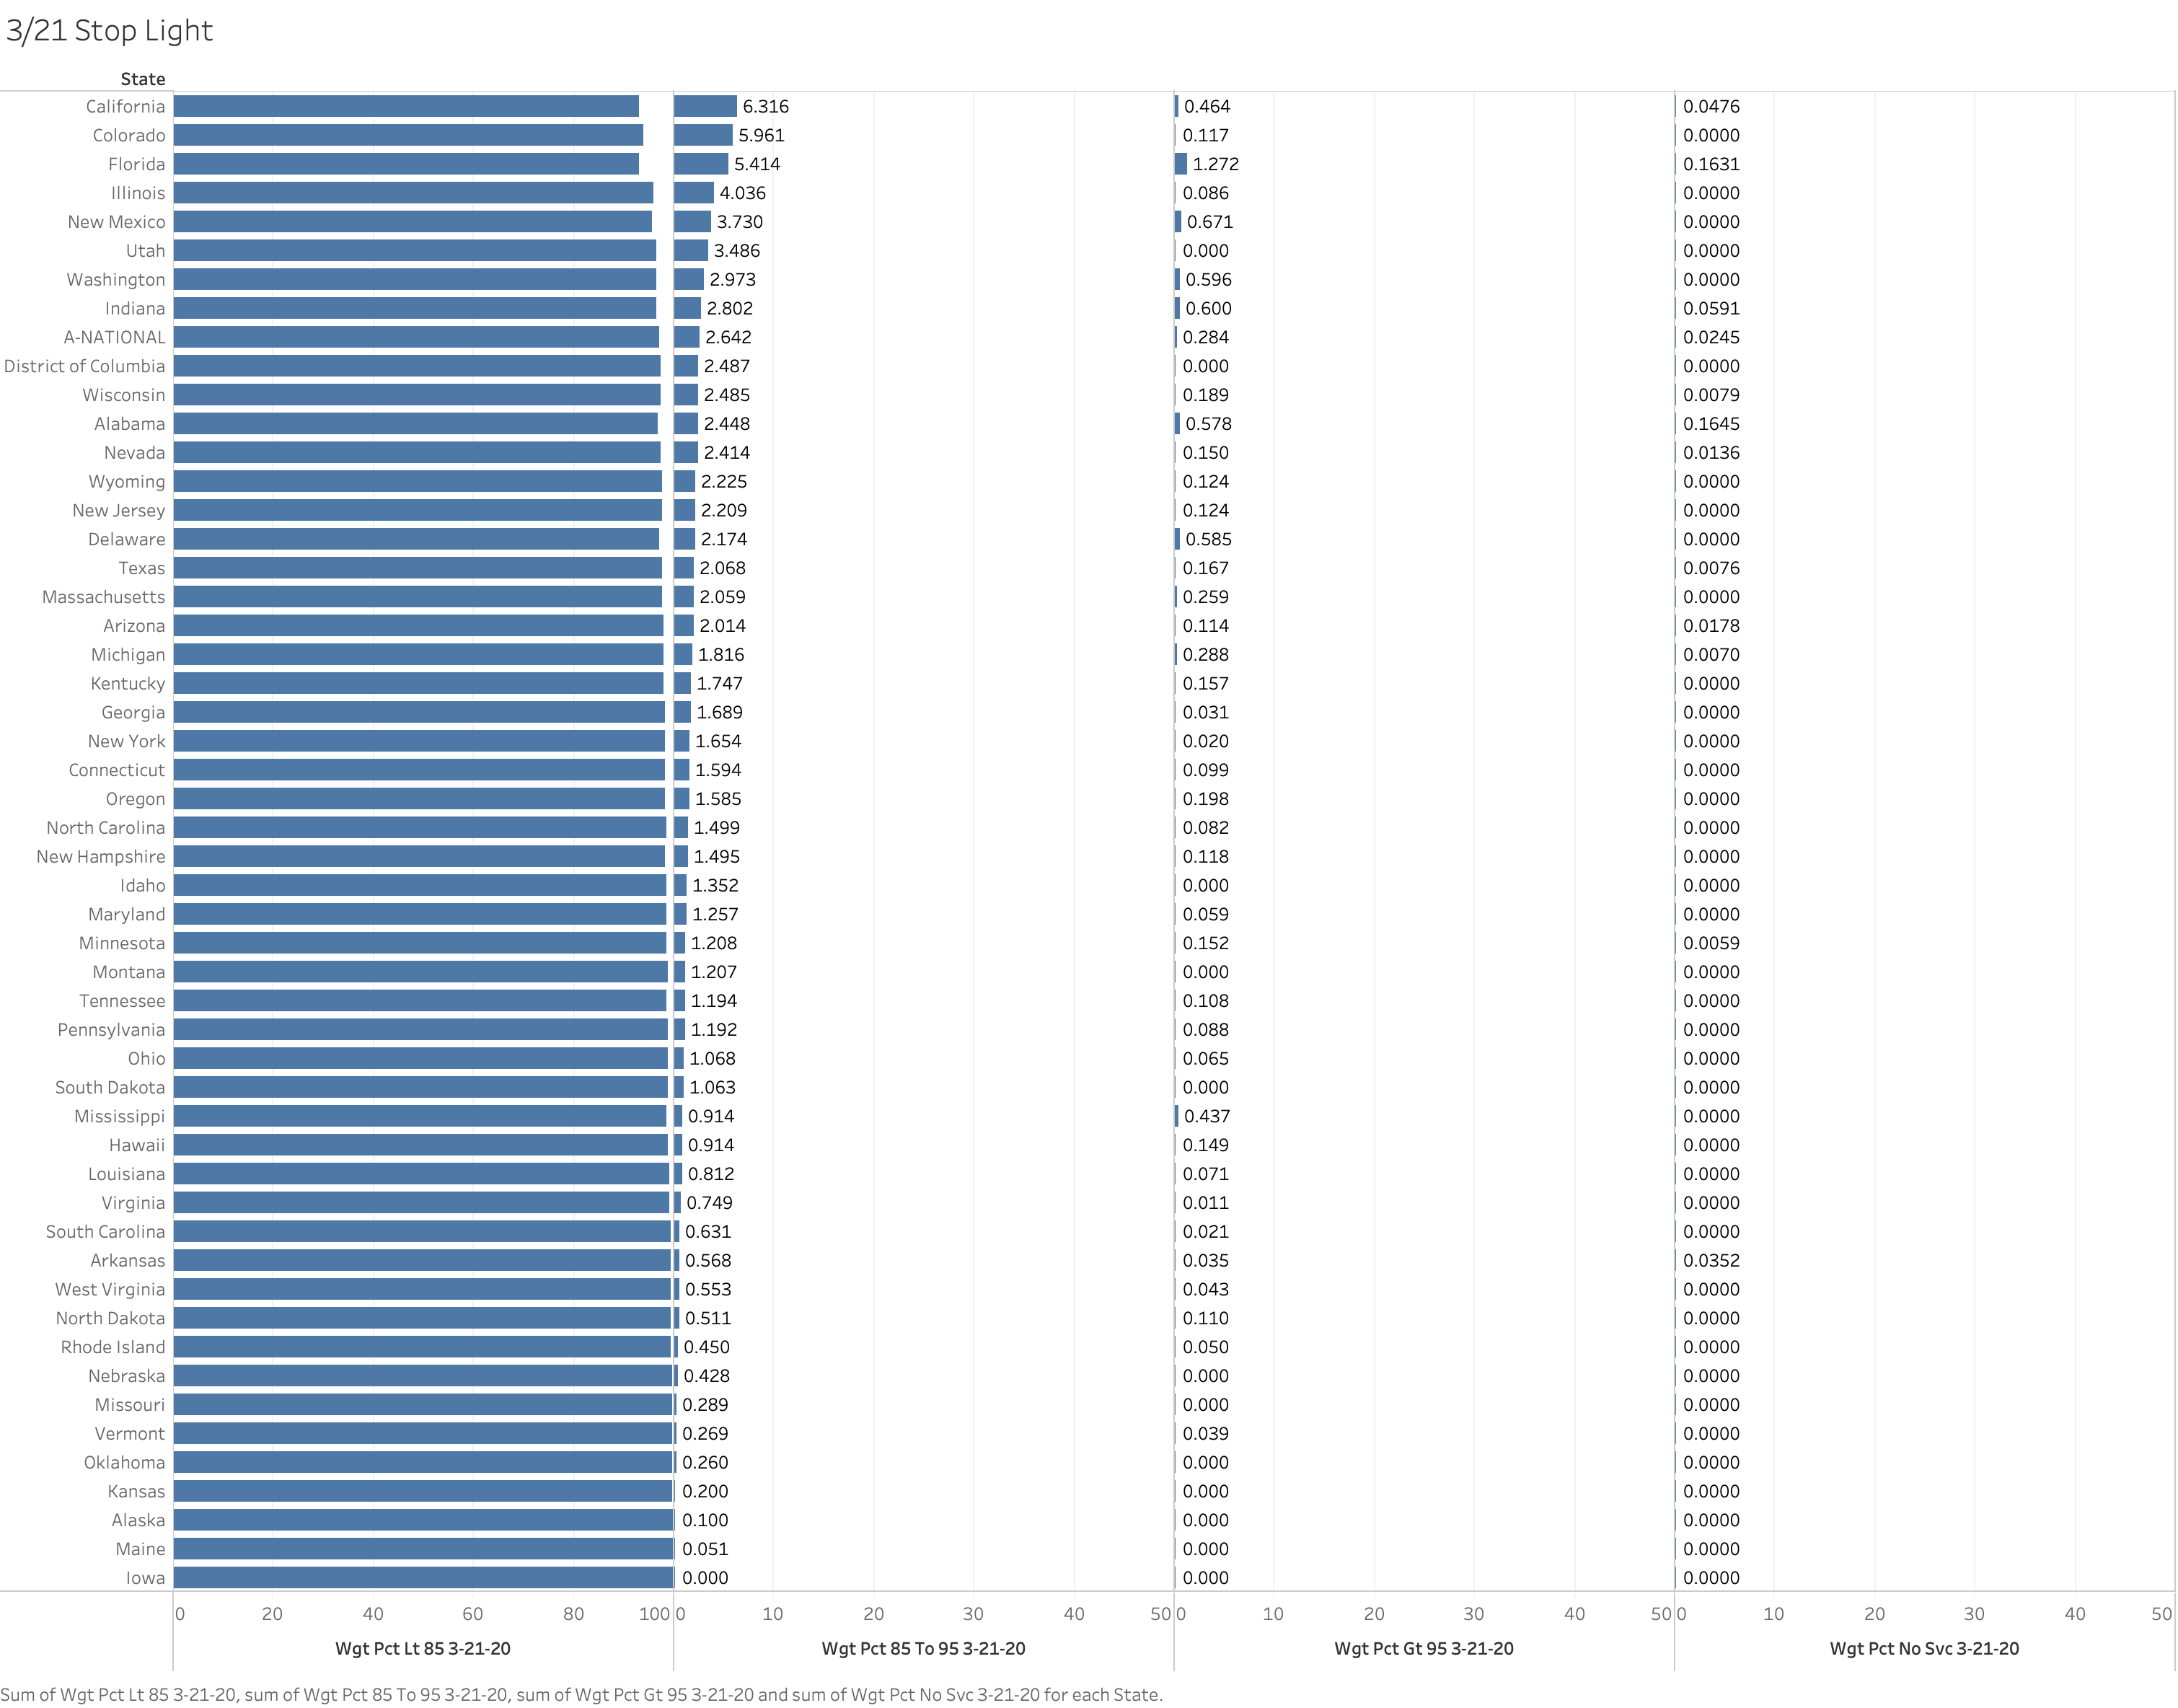 3/21 Stop Light
State
California 6.316 0.464 0.0476
Colorado 5.961 0.117 0.0000
Florida 5.414 1.272 0.1631
Illinois 4.036 0.086 0.0000
New Mexico 3.730 0.671 0.0000
Utah 3.486 0.000 0.0000
Washington 2.973 0.596 0.0000
Indiana 2.802 0.600 0.0591
A-NATIONAL 2.642 0.284 0.0245
District of Columbia 2.487 0.000 0.0000
Wisconsin 2.485 0.189 0.0079
Alabama 2.448 0.578 0.1645
Nevada 2.414 0.150 0.0136
Wyoming 2.225 0.124 0.0000
New Jersey 2.209 0.124 0.0000
Delaware 2.174 0.585 0.0000
Texas 2.068 0.167 0.0076
Massachusetts 2.059 0.259 0.0000
Arizona 2.014 0.114 0.0178
Michigan 1.816 0.288 0.0070
Kentucky 1.747 0.157 0.0000
Georgia 1.689 0.031 0.0000
New York 1.654 0.020 0.0000
Connecticut 1.594 0.099 0.0000
Oregon 1.585 0.198 0.0000
North Carolina 1.499 0.082 0.0000
New Hampshire 1.495 0.118 0.0000
Idaho 1.352 0.000 0.0000
Maryland 1.257 0.059 0.0000
Minnesota 1.208 0.152 0.0059
Montana 1.207 0.000 0.0000
Tennessee 1.194 0.108 0.0000
Pennsylvania 1.192 0.088 0.0000
Ohio 1.068 0.065 0.0000
South Dakota 1.063 0.000 0.0000
Mississippi 0.914 0.437 0.0000
Hawaii 0.914 0.149 0.0000
Louisiana 0.812 0.071 0.0000
Virginia 0.749 0.011 0.0000
South Carolina 0.631 0.021 0.0000
Arkansas 0.568 0.035 0.0352
West Virginia 0.553 0.043 0.0000
North Dakota 0.511 0.110 0.0000
Rhode Island 0.450 0.050 0.0000
Nebraska 0.428 0.000 0.0000
Missouri 0.289 0.000 0.0000
Vermont 0.269 0.039 0.0000
Oklahoma 0.260 0.000 0.0000
Kansas 0.200 0.000 0.0000
Alaska 0.100 0.000 0.0000
Maine 0.051 0.000 0.0000
Iowa 0.000 0.000 0.0000
0 20 40 60 80 100 0 10 20 30 40 50 0 10 20 30 40 50 0 10 20 30 40 50
Wgt Pct Lt 85 3-21-20 Wgt Pct 85 To 95 3-21-20 Wgt Pct Gt 95 3-21-20 Wgt Pct No Svc 3-21-20
Sum of Wgt Pct Lt 85 3-21-20, sum of Wgt Pct 85 To 95 3-21-20, sum of Wgt Pct Gt 95 3-21-20 and sum of Wgt Pct No Svc 3-21-20 for each State.